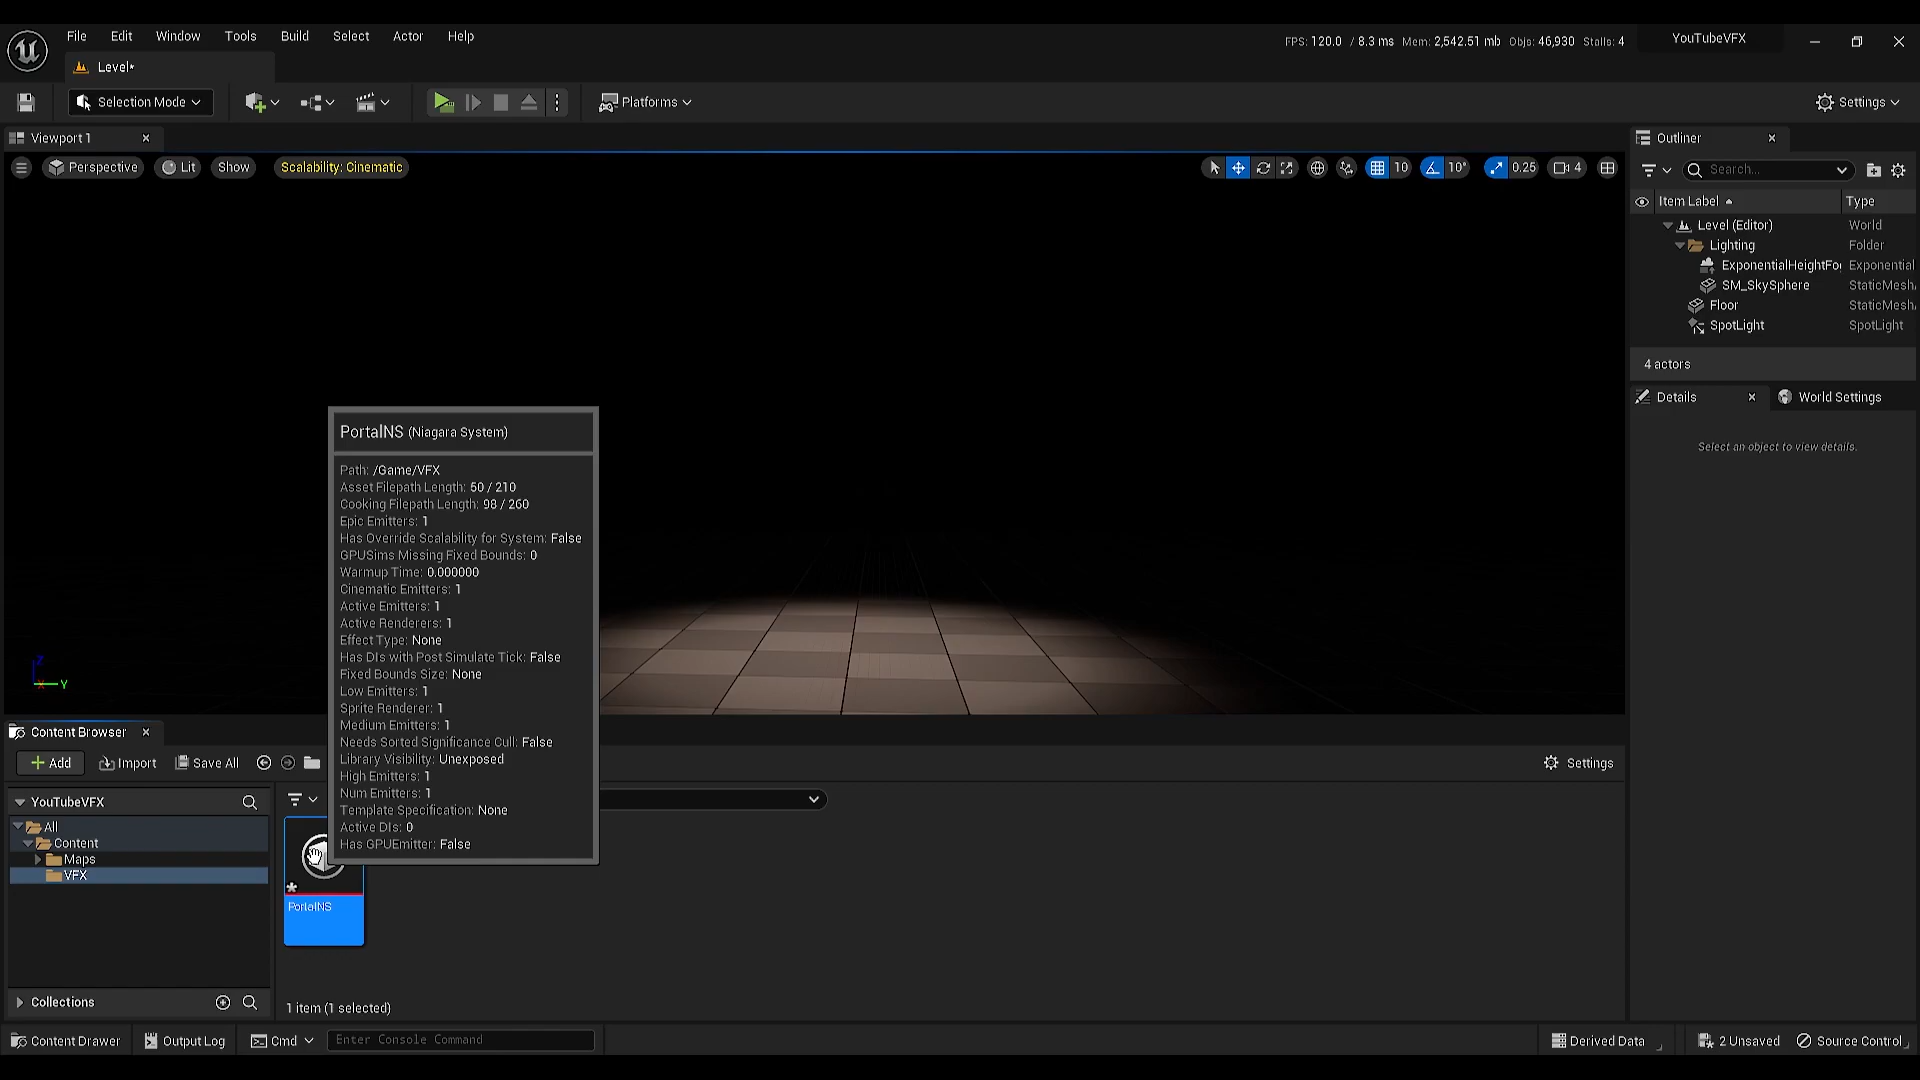 File Edit Window Tools Build Select Actor Help
FPS: 120.0 / 8.3 ms Mem: 2,542.51 mb Objs: 46,930 Stalls: 4
YouTubeVFX
Level*
Selection Mode
Platforms
Settings
Viewport 1
Perspective
Lit
Show
Scalability: Cinematic
10
10°
0.25
4
Outliner
Search...
Item Label
Type
Level (Editor) World
Lighting Folder
ExponentialHeightFo Exponential
SM_SkySphere StaticMesh
Floor StaticMesh
SpotLight SpotLight
4 actors
Details
World Settings
Select an object to view details.
PortalNS (Niagara System)
Path: /Game/VFX
Asset Filepath Length: 50 / 210
Cooking Filepath Length: 98 / 260
Epic Emitters: 1
Has Override Scalability for System: False
GPUSims Missing Fixed Bounds: 0
Warmup Time: 0.000000
Cinematic Emitters: 1
Active Emitters: 1
Active Renderers: 1
Effect Type: None
Has DIs with Post Simulate Tick: False
Fixed Bounds Size: None
Low Emitters: 1
Sprite Renderer: 1
Medium Emitters: 1
Needs Sorted Significance Cull: False
Library Visibility: Unexposed
High Emitters: 1
Num Emitters: 1
Template Specification: None
Active DIs: 0
Has GPUEmitter: False
Z
X
Y
Content Browser
Add
Import
Save All
Settings
YouTubeVFX
All
Content
Maps
VFX
PortalNS
Collections
1 item (1 selected)
Content Drawer
Output Log
Cmd
Enter Console Command
Derived Data
2 Unsaved
Source Control